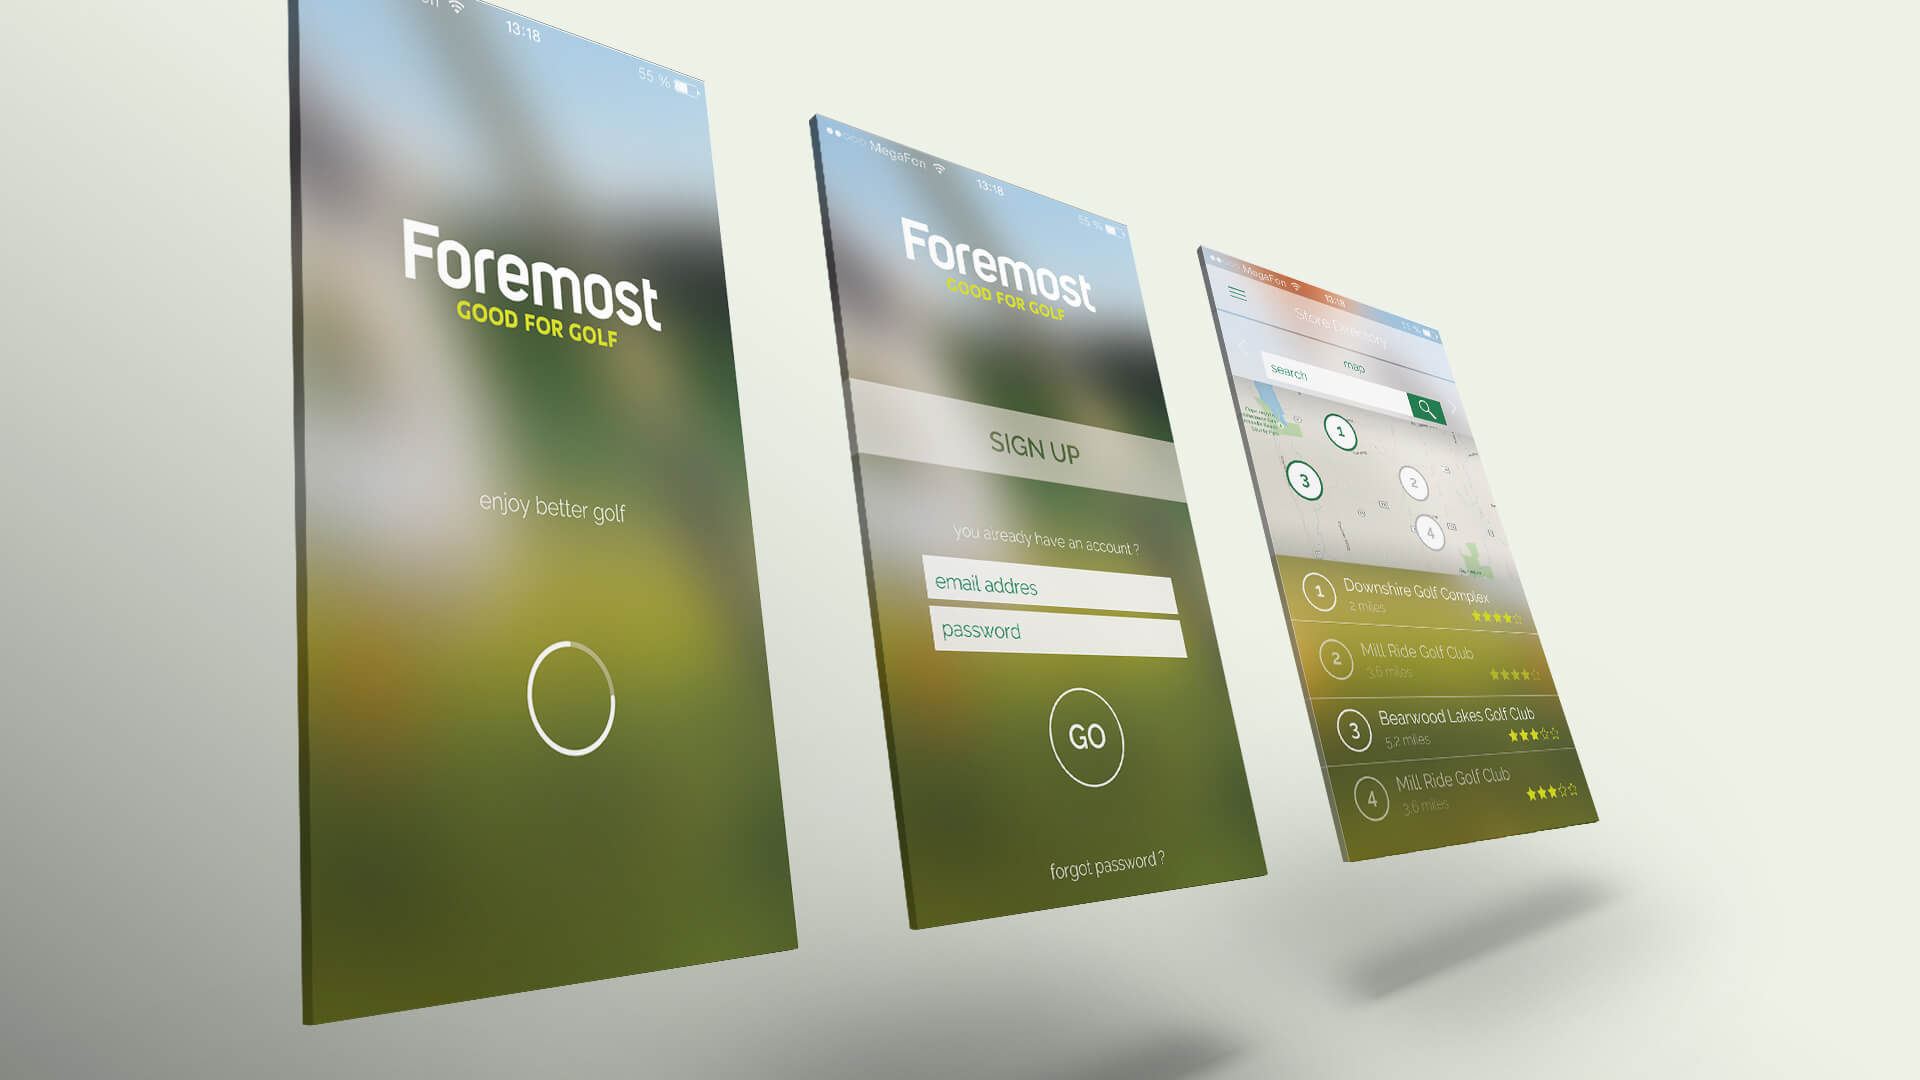 13:18
55 %
Foremost
GOOD FOR GOLF
enjoy better golf
MegaFon
13:18
55 %
Foremost
GOOD FOR GOLF
SIGN UP
you already have an account ?
email addres
password
GO
forgot password ?
MegaFon
13:18
Store Directory
map
search
1
3
2
4
1 Downshire Golf Complex
2 miles
2 Mill Ride Golf Club
3,6 miles
3 Bearwood Lakes Golf Club
5,2 miles
4 Mill Ride Golf Club
3,6 miles